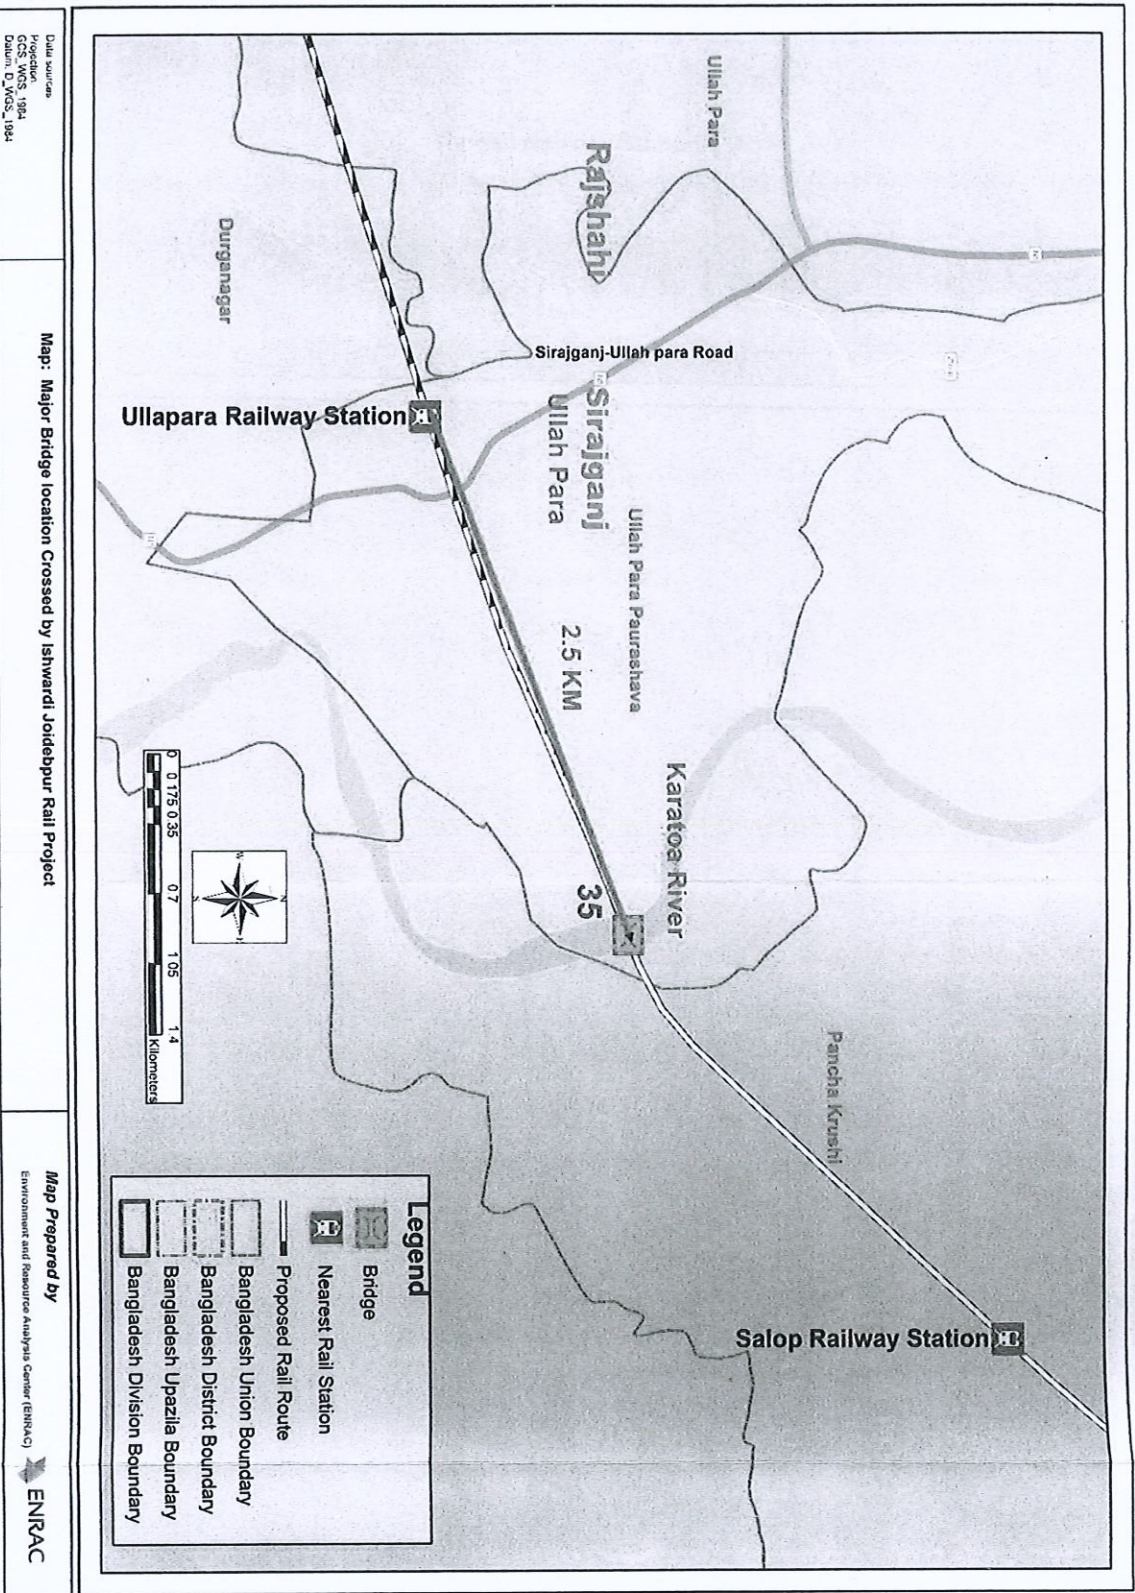 Ullah Para
Rajshahi
Durganagar
Sirajganj-Ullah para Road
Ullapara Railway Station
Sirajganj
Ullah Para
Ullah Para Paurashava
2.5 KM
Karatoa River
35
Pancha Krushi
Salop Railway Station
0 0.175 0.35 0.7 1.05 1.4
Kilometers
Legend
Bridge
Nearest Rail Station
Proposed Rail Route
Bangladesh Union Boundary
Bangladesh District Boundary
Bangladesh Upazila Boundary
Bangladesh Division Boundary
Data sources
Projection
GCS_WGS_1984
Datum: D_WGS_1984
Map: Major Bridge location Crossed by Ishwardi Joidebpur Rail Project
Map Prepared by
Environment and Resource Analysis Center (ENRAC)
ENRAC